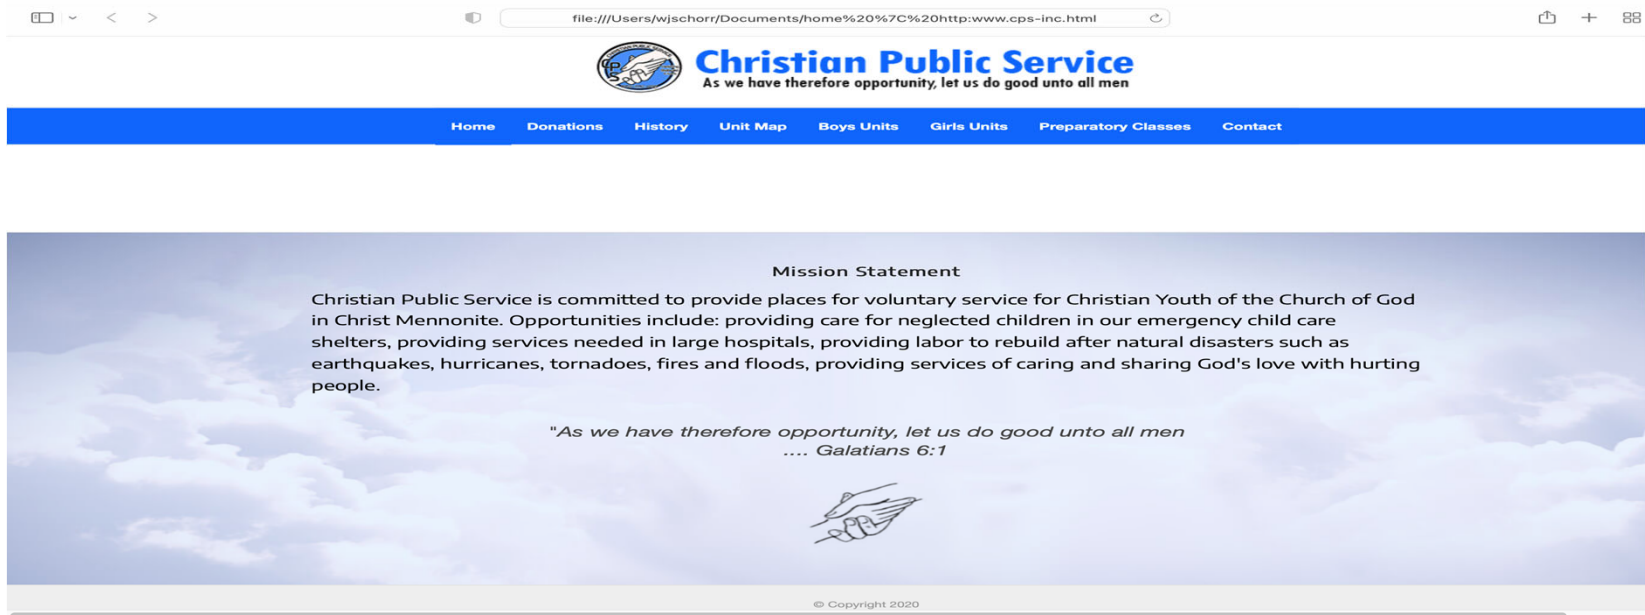 file:///Users/wjschorr/Documents/home%20%7C%20http:www.cps-inc.html
Christian Public Service
As we have therefore opportunity, let us do good unto all men
Home Donations History Unit Map Boys Units Girls Units Preparatory Classes Contact
Mission Statement
Christian Public Service is committed to provide places for voluntary service for Christian Youth of the Church of God
in Christ Mennonite. Opportunities include: providing care for neglected children in our emergency child care
shelters, providing services needed in large hospitals, providing labor to rebuild after natural disasters such as
earthquakes, hurricanes, tornadoes, fires and floods, providing services of caring and sharing God's love with hurting
people.
"As we have therefore opportunity, let us do good unto all men
.... Galatians 6:1
© Copyright 2020